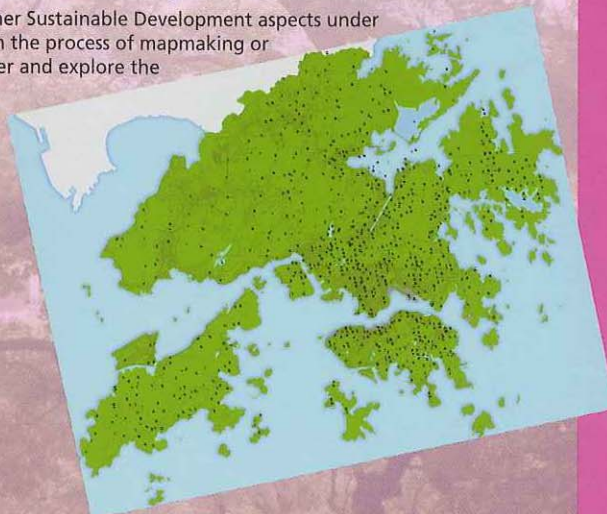 her Sustainable Development aspects under
n the process of mapmaking or
er and explore the